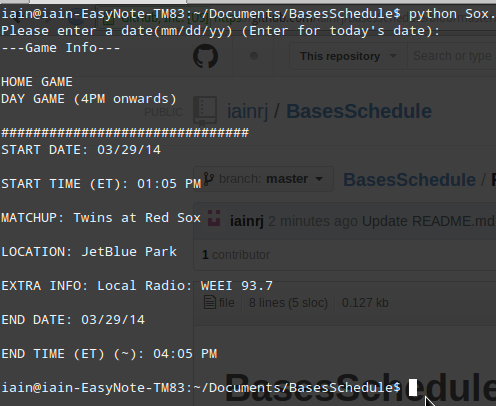 iain@iain-EasyNote-TM83:~/Documents/BasesSchedule$ python Sox.
Please enter a date(mm/dd/yy) (Enter for today's date):
---Game Info---
This repository
Search or type
HOME GAME
DAY GAME (4PM onwards)
PUBLIC
iainrj / BasesSchedule
###############################
START DATE: 03/29/14
START TIME (ET): 01:05 PM
branch: master
BasesSchedule /
MATCHUP: Twins at Red Sox
iainrj 2 minutes ago Update README.md
LOCATION: JetBlue Park
1 contributor
EXTRA INFO: Local Radio: WEEI 93.7
file 8 lines (5 sloc) 0.127 kb
END DATE: 03/29/14
END TIME (ET) (~): 04:05 PM
BasesSchedule
iain@iain-EasyNote-TM83:~/Documents/BasesSchedule$